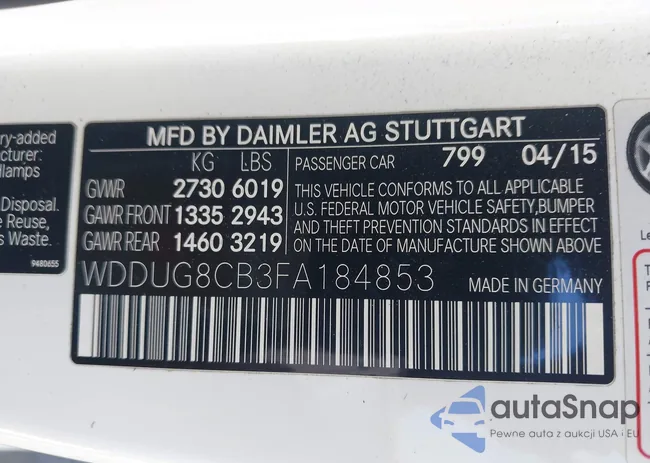 ry-added
cturer:
dlamps
Disposal.
e Reuse,
s Waste.
9480655
MFD BY DAIMLER AG STUTTGART
KG LBS
PASSENGER CAR 799 04/15
GVWR 2730 6019
GAWR FRONT 1335 2943
GAWR REAR 1460 3219
THIS VEHICLE CONFORMS TO ALL APPLICABLE
U.S. FEDERAL MOTOR VEHICLE SAFETY,BUMPER
AND THEFT PREVENTION STANDARDS IN EFFECT
ON THE DATE OF MANUFACTURE SHOWN ABOVE
WDDUG8CB3FA184853
MADE IN GERMANY
Le
autaSnap
Pewne auta z aukcji USA i EU